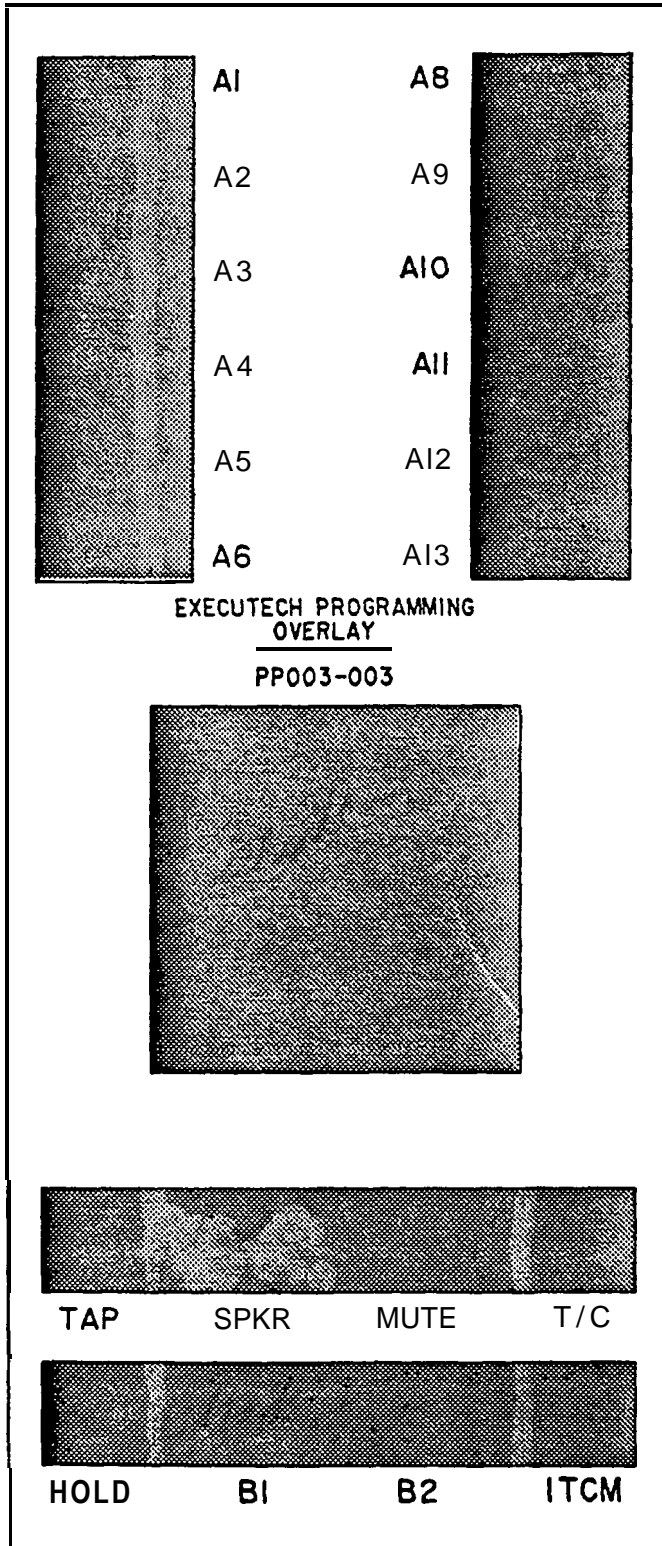 A1 A8
A2 A9
A3 A10
A4 A11
A5 A12
A6 A13
EXECUTECH PROGRAMMING
OVERLAY
PP003-003
TAP SPKR MUTE T/C
HOLD B1 B2 ITCM